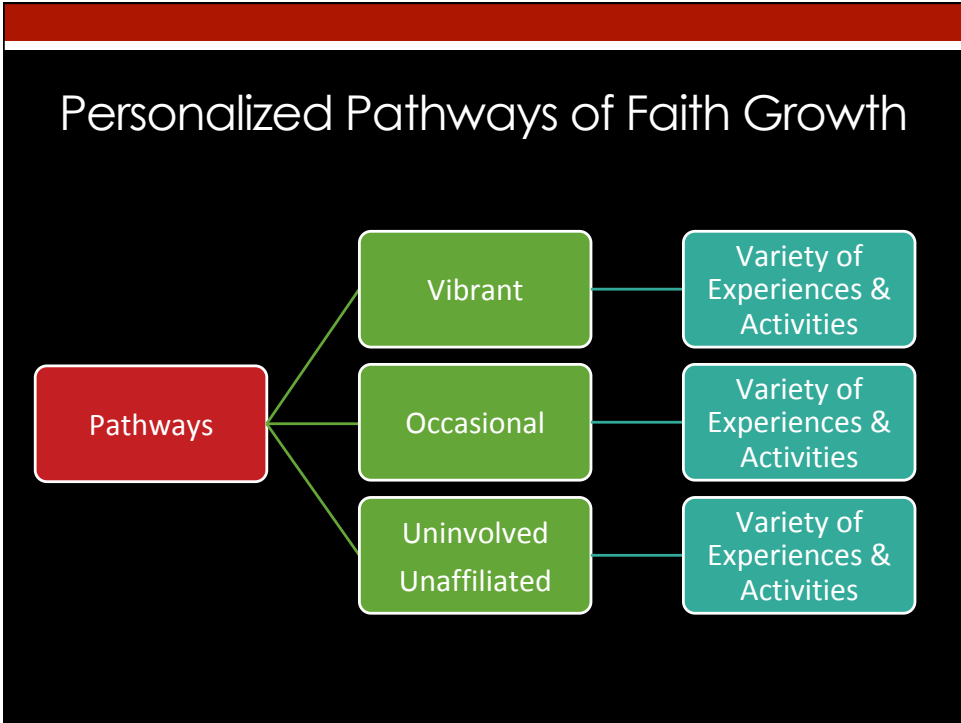 Personalized Pathways of Faith Growth
Pathways
Vibrant
Variety of
Experiences &
Activities
Occasional
Variety of
Experiences &
Activities
Uninvolved
Unaffiliated
Variety of
Experiences &
Activities